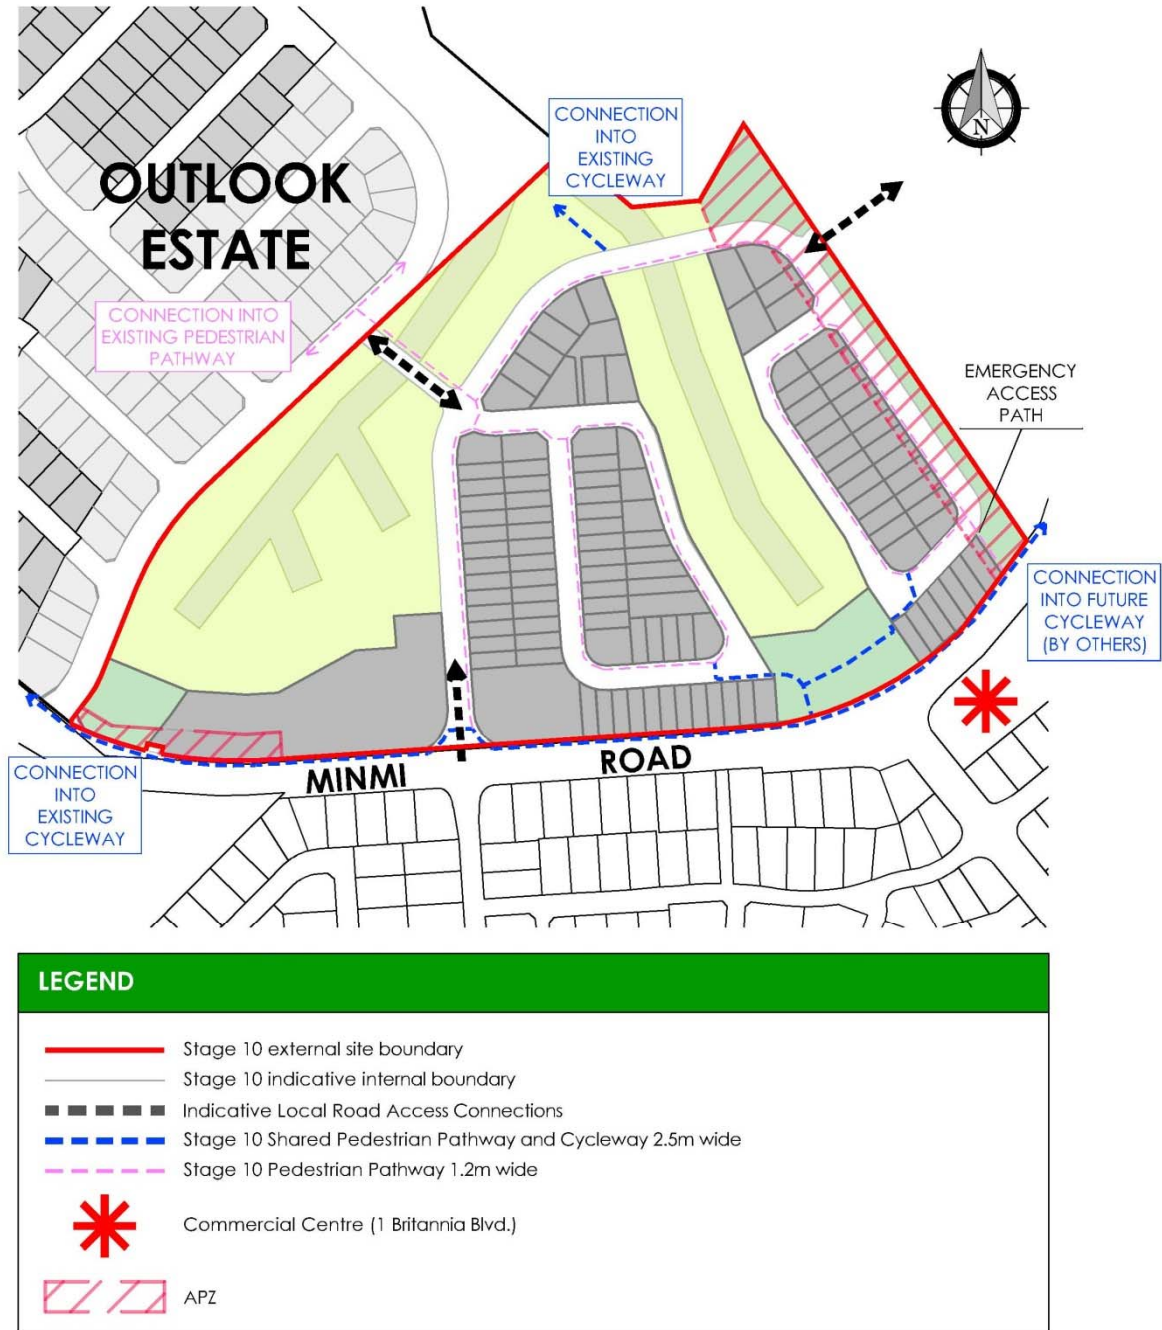 CONNECTION
INTO
EXISTING
CYCLEWAY
N
OUTLOOK
ESTATE
CONNECTION INTO
EXISTING PEDESTRIAN
PATHWAY
EMERGENCY
ACCESS
PATH
CONNECTION
INTO FUTURE
CYCLEWAY
(BY OTHERS)
CONNECTION
INTO
EXISTING
CYCLEWAY
MINMI ROAD
LEGEND
Stage 10 external site boundary
Stage 10 indicative internal boundary
Indicative Local Road Access Connections
Stage 10 Shared Pedestrian Pathway and Cycleway 2.5m wide
Stage 10 Pedestrian Pathway 1.2m wide
Commercial Centre (1 Britannia Blvd.)
APZ